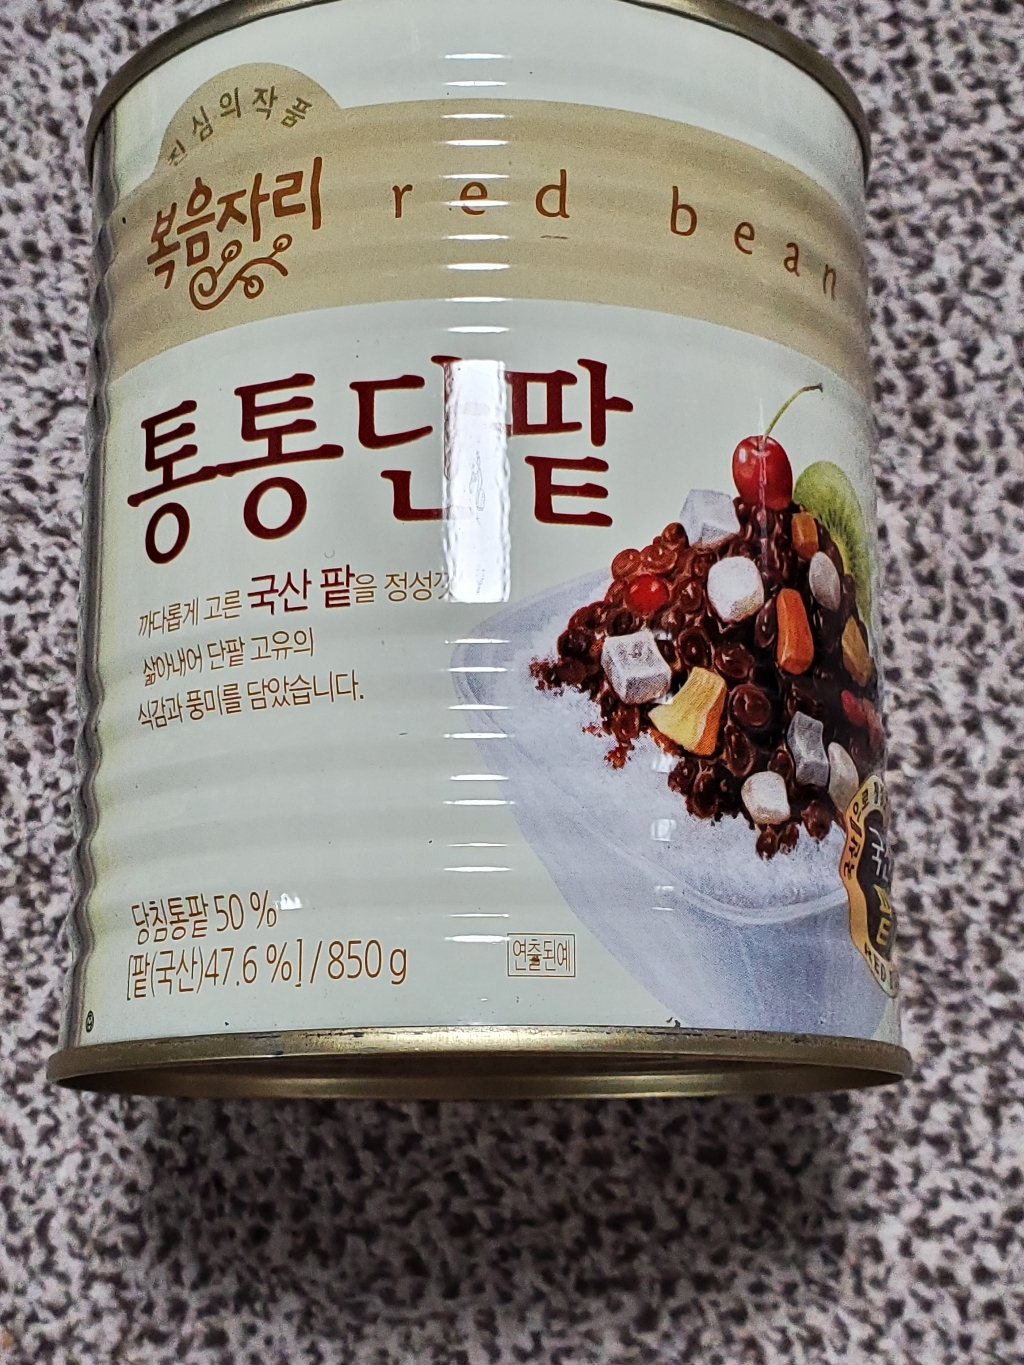 진심의작품
복음자리 red bean
통통단팥
까다롭게 고른 국산 팥을 정성껏
삶아내어 단팥 고유의
식감과 풍미를 담았습니다.
당침통팥 50 %
[팥(국산)47.6 %] / 850 g
연출된예